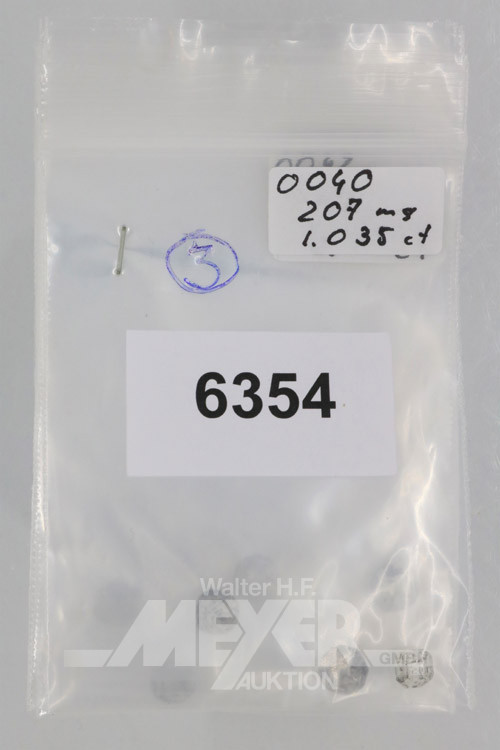 0040
207 mg
1.035 ct
3
6354
Walter H.F.
MEYER
GMBH
AUKTION